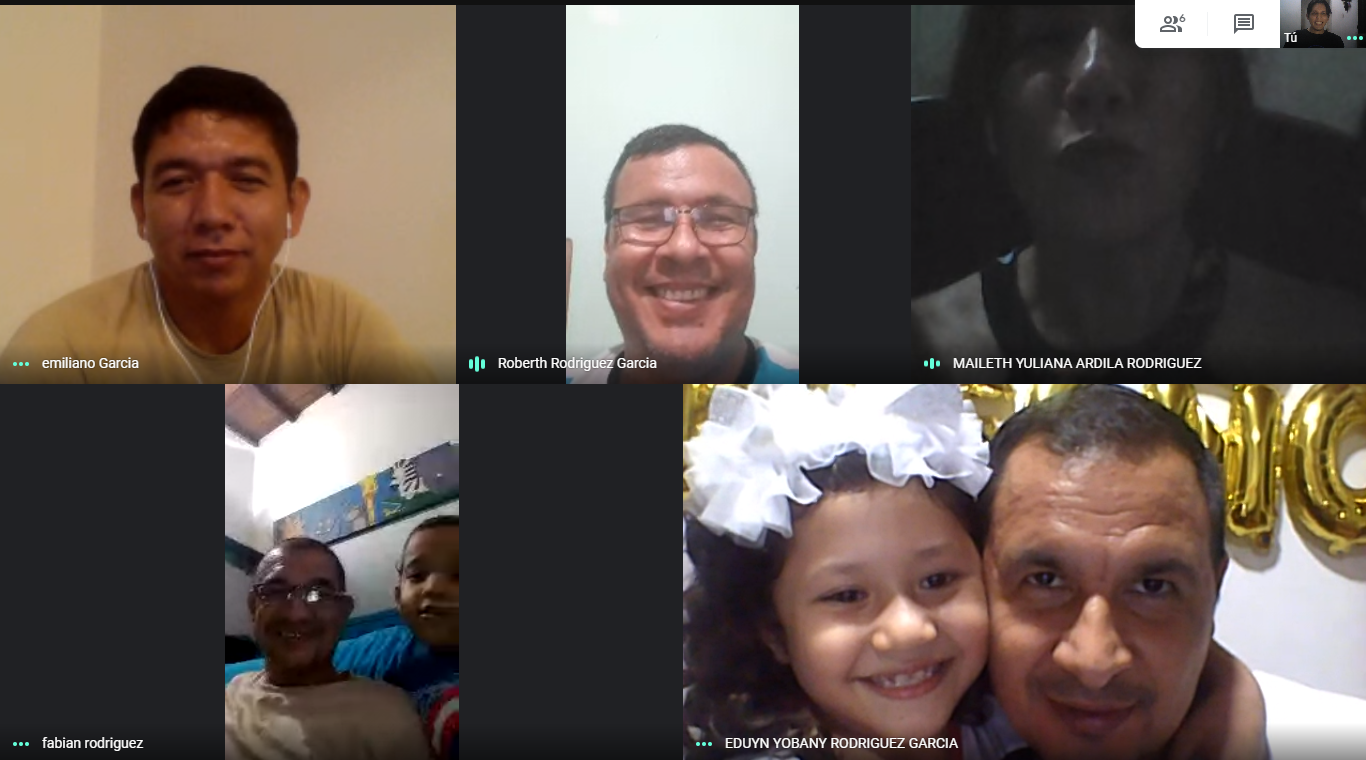 6
Tú
emiliano Garcia
Roberth Rodriguez Garcia
MAILETH YULIANA ARDILA RODRIGUEZ
fabian rodriguez
EDUYN YOBANY RODRIGUEZ GARCIA